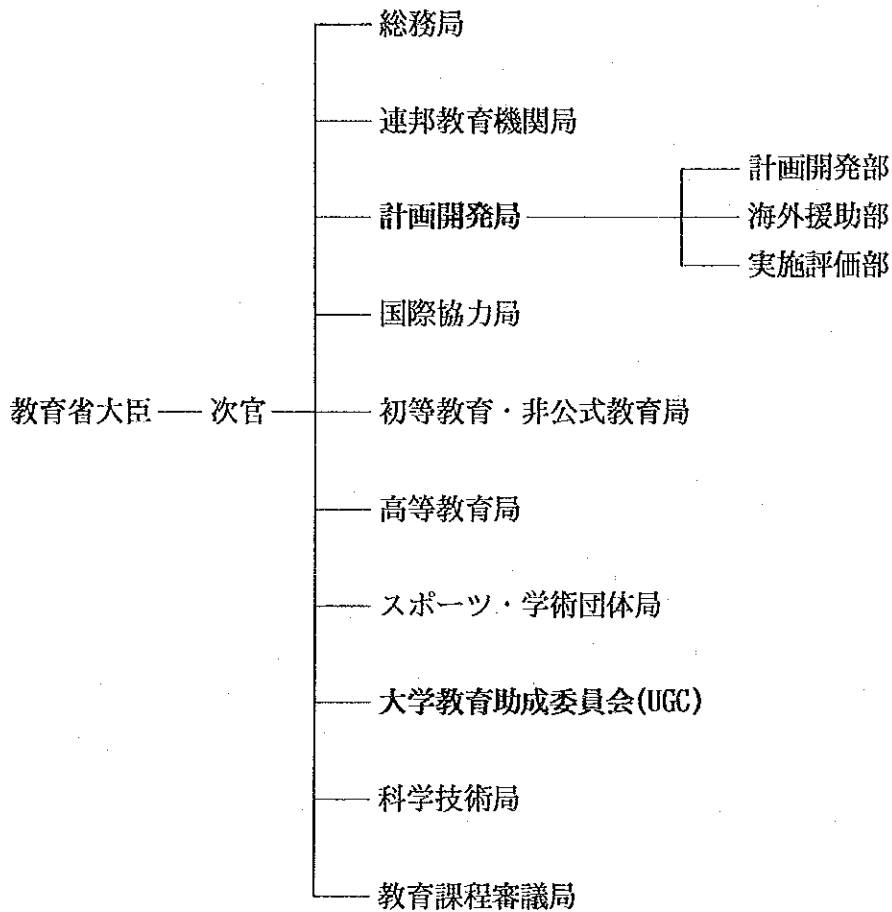 総務局
連邦教育機関局
計画開発部
計画開発局
海外援助部
実施評価部
国際協力局
教育省大臣 次官 初等教育・非公式教育局
高等教育局
スポーツ・学術団体局
大学教育助成委員会(UGC)
科学技術局
教育課程審議局